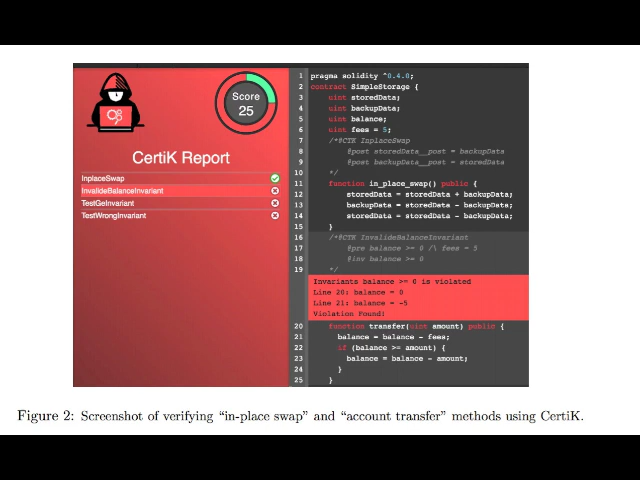 Score
25
CertiK Report
InplaceSwap
InvalideBalanceInvariant
TestGeInvariant
TestWrongInvariant
1 pragma solidity ^0.4.0;
2 contract SimpleStorage {
3 uint storedData;
4 uint backupData;
5 uint balance;
6 uint fees = 5;
7 /*@CTK InplaceSwap
8 @post storedData__post = backupData
9 @post backupData__post = storedData
10 */
11 function in_place_swap() public {
12 storedData = storedData + backupData;
13 backupData = storedData - backupData;
14 storedData = storedData - backupData;
15 }
16 /*@CTK InvalideBalanceInvariant
17 @pre balance >= 0 /\ fees = 5
18 @inv balance >= 0
19 */
Invariants balance >= 0 is violated
Line 20: balance = 0
Line 21: balance = -5
Violation Found!
20 function transfer(uint amount) public {
21 balance = balance - fees;
22 if (balance >= amount) {
23 balance = balance - amount;
24 }
25 }
Figure 2: Screenshot of verifying “in-place swap” and “account transfer” methods using CertiK.